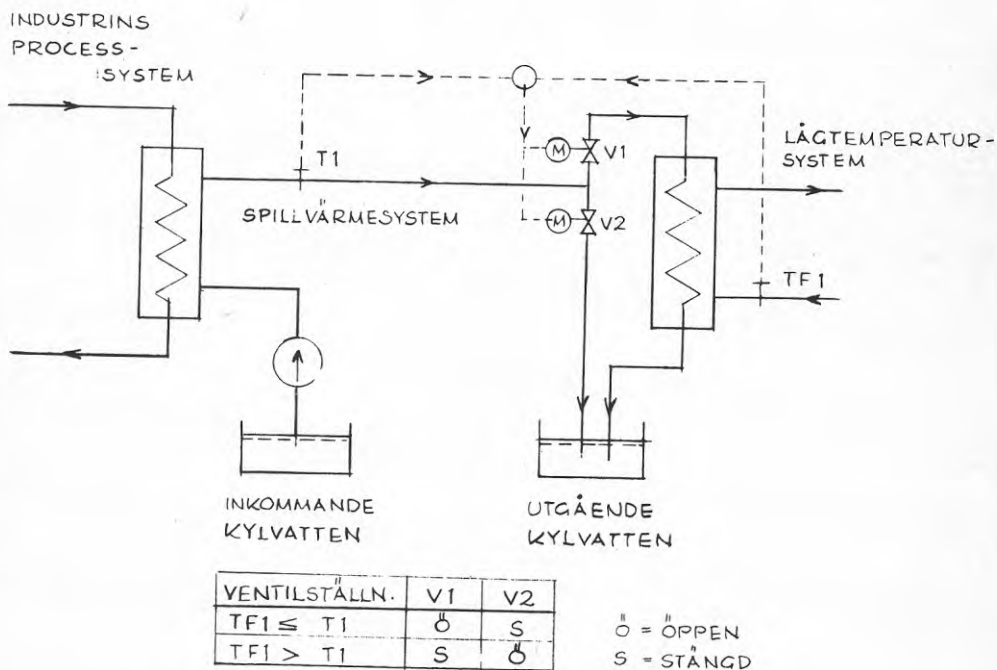 INDUSTRINS
PROCESS-
SYSTEM
T1
SPILLVÄRMESYSTEM
M
V1
M
V2
LÅGTEMPERATUR-
SYSTEM
TF1
INKOMMANDE
KYLVATTEN
UTGÅENDE
KYLVATTEN
VENTILSTÄLLN. V1 V2
TF1 ≤ T1 Ö S
TF1 > T1 S Ö
Ö = ÖPPEN
S = STÄNGD